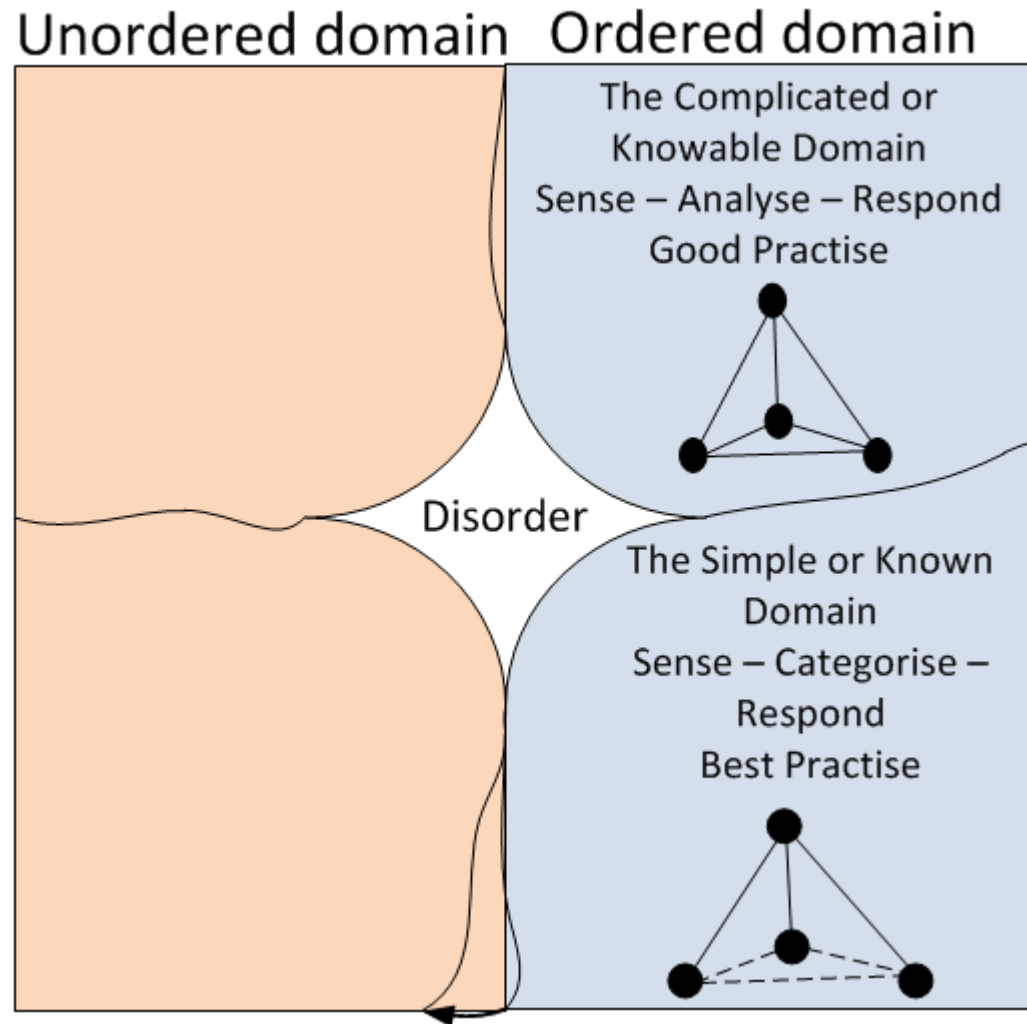 Unordered domain
Ordered domain
The Complicated or
Knowable Domain
Sense – Analyse – Respond
Good Practise
Disorder
The Simple or Known
Domain
Sense – Categorise –
Respond
Best Practise